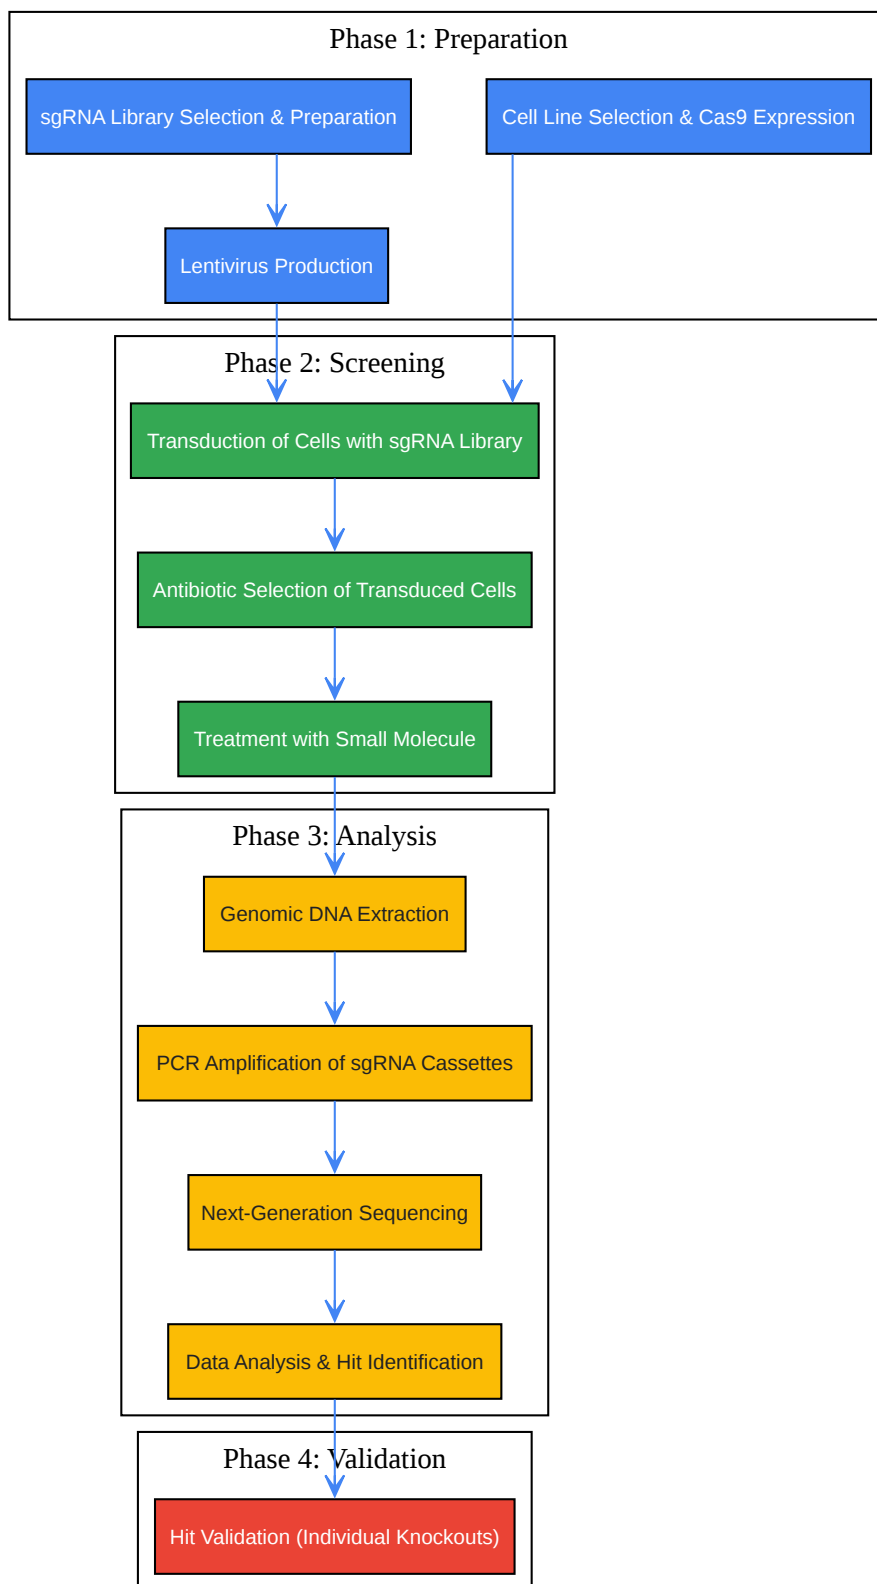 Phase 1: Preparation
sgRNA Library Selection & Preparation
Cell Line Selection & Cas9 Expression
Lentivirus Production
Phase 2: Screening
Transduction of Cells with sgRNA Library
Antibiotic Selection of Transduced Cells
Treatment with Small Molecule
Phase 3: Analysis
Genomic DNA Extraction
PCR Amplification of sgRNA Cassettes
Next-Generation Sequencing
Data Analysis & Hit Identification
Phase 4: Validation
Hit Validation (Individual Knockouts)